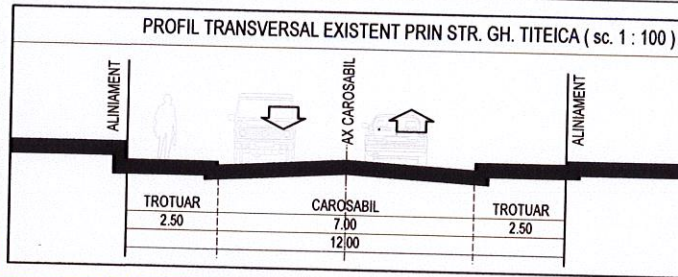 PROFIL TRANSVERSAL EXISTENT PRIN STR. GH. TITEICA ( sc. 1 : 100 )
ALINIAMENT
AX CAROSABIL
ALINIAMENT
TROTUAR CAROSABIL TROTUAR
2.50 7.00 2.50
12.00